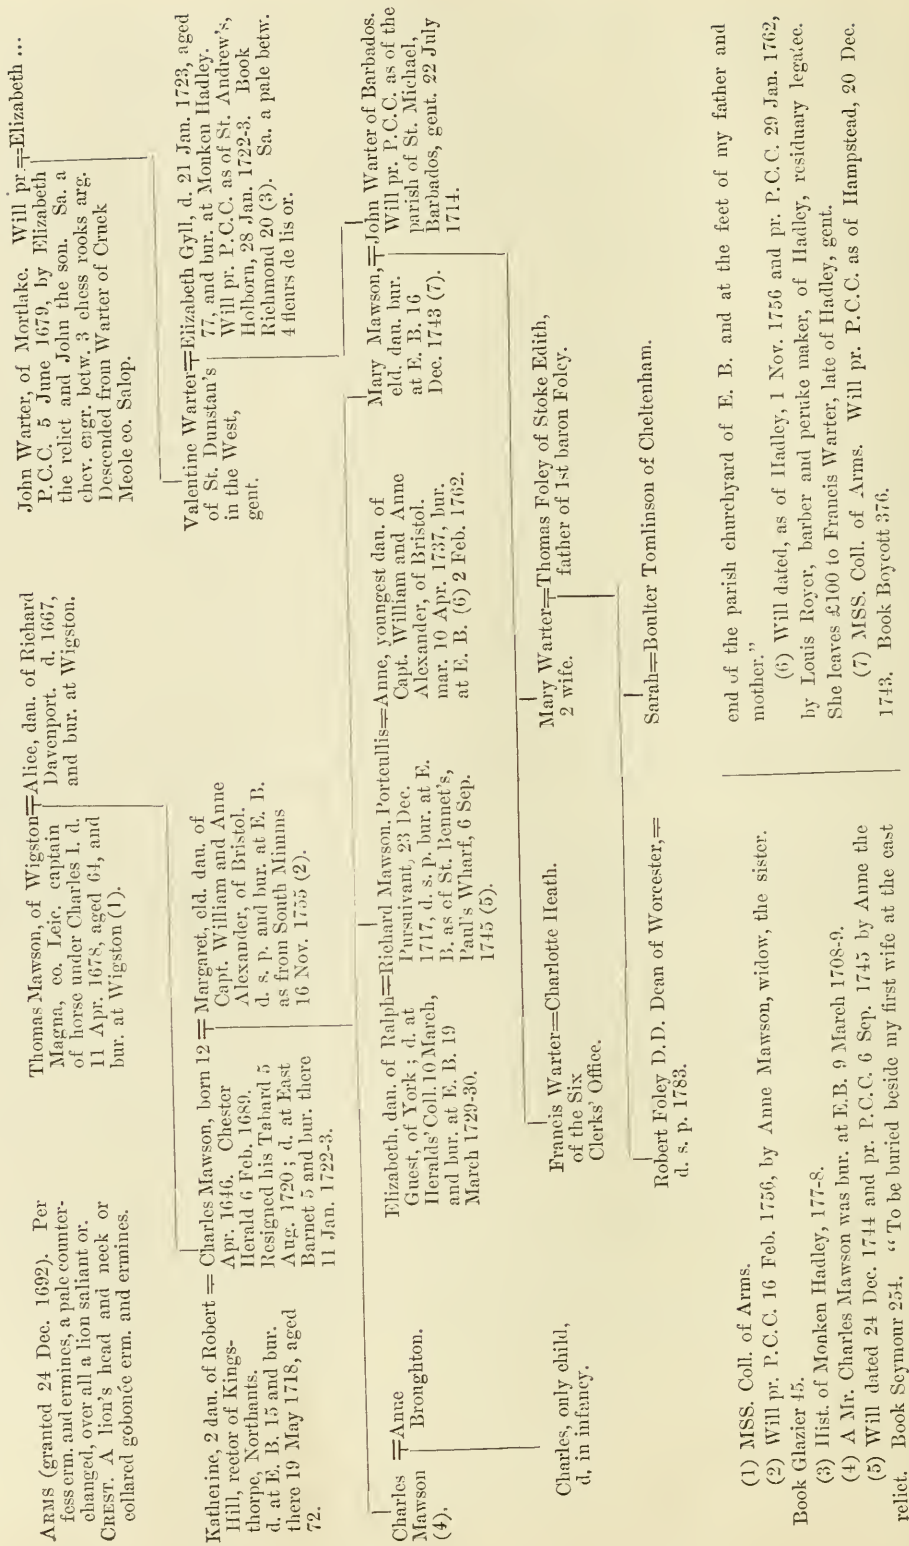 ARMS (granted 24 Dec. 1692). Per
fess erm. and ermines, a pale counter-
changed, over all a lion saliant or.
CREST. A lion's head and neck or
collared gobonée erm. and ermines.
Thomas Mawson, of Wigston╤Alice, dau. of Richard
Magna, co. Leic. captain
of horse under Charles I. d.
11 Apr. 1678, aged 64, and
bur. at Wigston (1).
Davenport. d. 1667,
and bur. at Wigston.
John Warter, of Mortlake. Will pr.╤Elizabeth ...
P.C.C. 5 June 1679, by Elizabeth
the relict and John the son. Sa. a
chev. engr. betw. 3 chess rooks arg.
Descended from Warter of Cruck
Meole co. Salop.
Katherine, 2 dau. of Robert =
Hill, rector of Kings-
thorpe, Northants.
d. at E. B. 15 and bur.
there 19 May 1718, aged
72.
Charles Mawson, born 12 ╤
Apr. 1646. Chester
Herald 6 Feb. 1689.
Resigned his Tabard 5
Aug. 1720; d. at East
Barnet 5 and bur. there
11 Jan. 1722-3.
Margaret, eld. dau. of
Capt. William and Anne
Alexander, of Bristol.
d. s. p. and bur. at E. B.
as from South Mimms
16 Nov. 1755 (2).
Valentine Warter╤Elizabeth Gyll, d. 21 Jan. 1723, aged
of St. Dunstan's
in the West,
gent.
77, and bur. at Monken Hadley.
Will pr. P.C.C. as of St. Andrew's,
Holborn, 28 Jan. 1722-3. Book
Richmond 20 (3). Sa. a pale betw.
4 fleurs de lis or.
Charles ╤Anne
Mawson
(4).
Broughton.
Elizabeth, dau. of Ralph=Richard Mawson. Portcullis=Anne, youngest dau. of
Guest, of York; d. at
Heralds' Coll. 10 March,
and bur. at E. B. 19
March 1729-30.
Pursuivant, 23 Dec.
1717, d. s. p. bur. at E.
B. as of St. Bennet's,
Paul's Wharf, 6 Sep.
1745 (5).
Capt. William and Anne
Alexander, of Bristol.
mar. 10 Apr. 1737, bur.
at E. B. (6) 2 Feb. 1762.
Mary Mawson,╤John Warter of Barbados.
eld. dau. bur.
at E. B. 16
Dec. 1743 (7).
Will pr. P.C.C. as of the
parish of St. Michael,
Barbados, gent. 22 July
1714.
Charles, only child,
d, in infancy.
Francis Warter=Charlotte Heath.
of the Six
Clerks' Office.
Mary Warter╤Thomas Foley of Stoke Edith,
2 wife.
father of 1st baron Foley.
Robert Foley D.D. Dean of Worcester,=
d. s. p. 1783.
Sarah╤Boulter Tomlinson of Cheltenham.
(1) MSS. Coll. of Arms.
(2) Will pr. P.C.C. 16 Feb. 1756, by Anne Mawson, widow, the sister.
Book Glazier 45.
(3) Hist. of Monken Hadley, 177-8.
(4) A Mr. Charles Mawson was bur. at E.B. 9 March 1708-9.
(5) Will dated 24 Dec. 1744 and pr. P.C.C. 6 Sep. 1745 by Anne the
relict. Book Seymour 254. “To be buried beside my first wife at the east
end of the parish churchyard of E. B. and at the feet of my father and
mother.”
(6) Will dated, as of Hadley, 1 Nov. 1756 and pr. P.C.C. 29 Jan. 1762,
by Louis Royer, barber and peruke maker, of Hadley, residuary legatee.
She leaves £100 to Francis Warter, late of Hadley, gent.
(7) MSS. Coll. of Arms. Will pr. P.C.C. as of Hampstead, 20 Dec.
1743. Book Boycott 376.